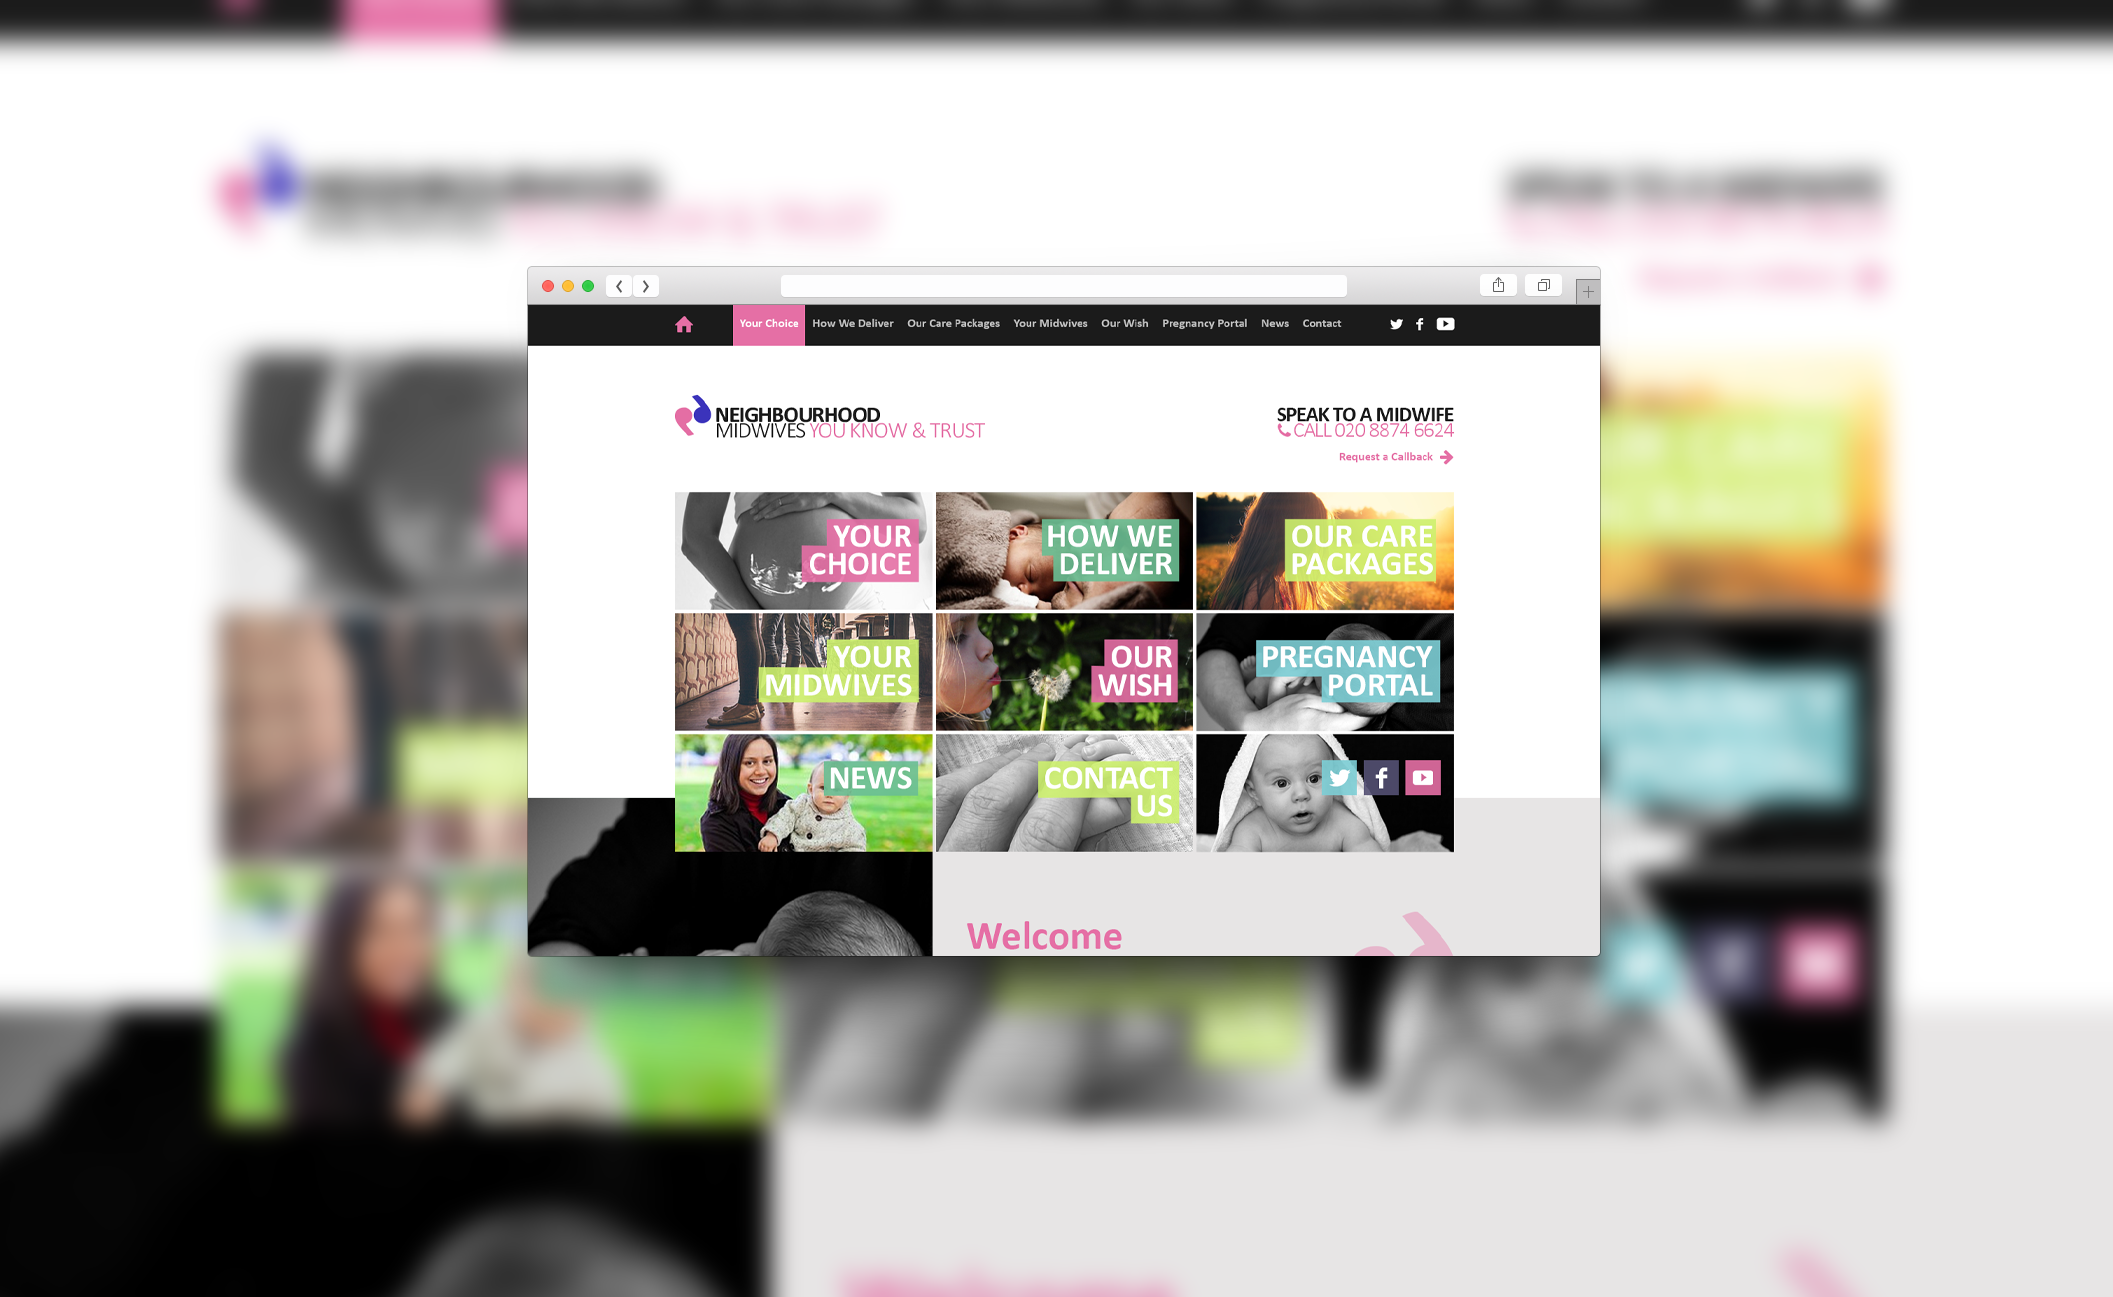 Your Choice How We Deliver Our Care Packages Your Midwives Our Wish Pregnancy Portal News Contact
NEIGHBOURHOOD
MIDWIVES YOU KNOW & TRUST
SPEAK TO A MIDWIFE
CALL 020 8874 6624
Request a Callback
YOUR
CHOICE
HOW WE
DELIVER
OUR CARE
PACKAGES
YOUR
MIDWIVES
OUR
WISH
PREGNANCY
PORTAL
NEWS
CONTACT
US
Welcome